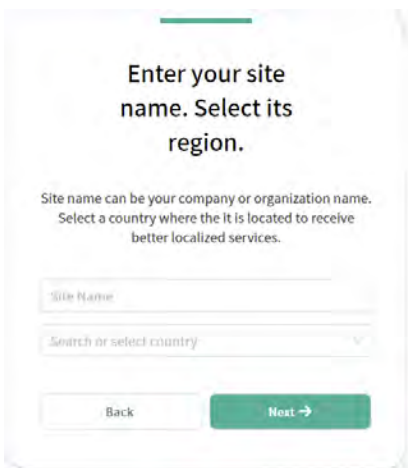 Enter your site
name. Select its
region.
Site name can be your company or organization name.
Select a country where the it is located to receive
better localized services.
Site Name
Search or select country
Back
Next →